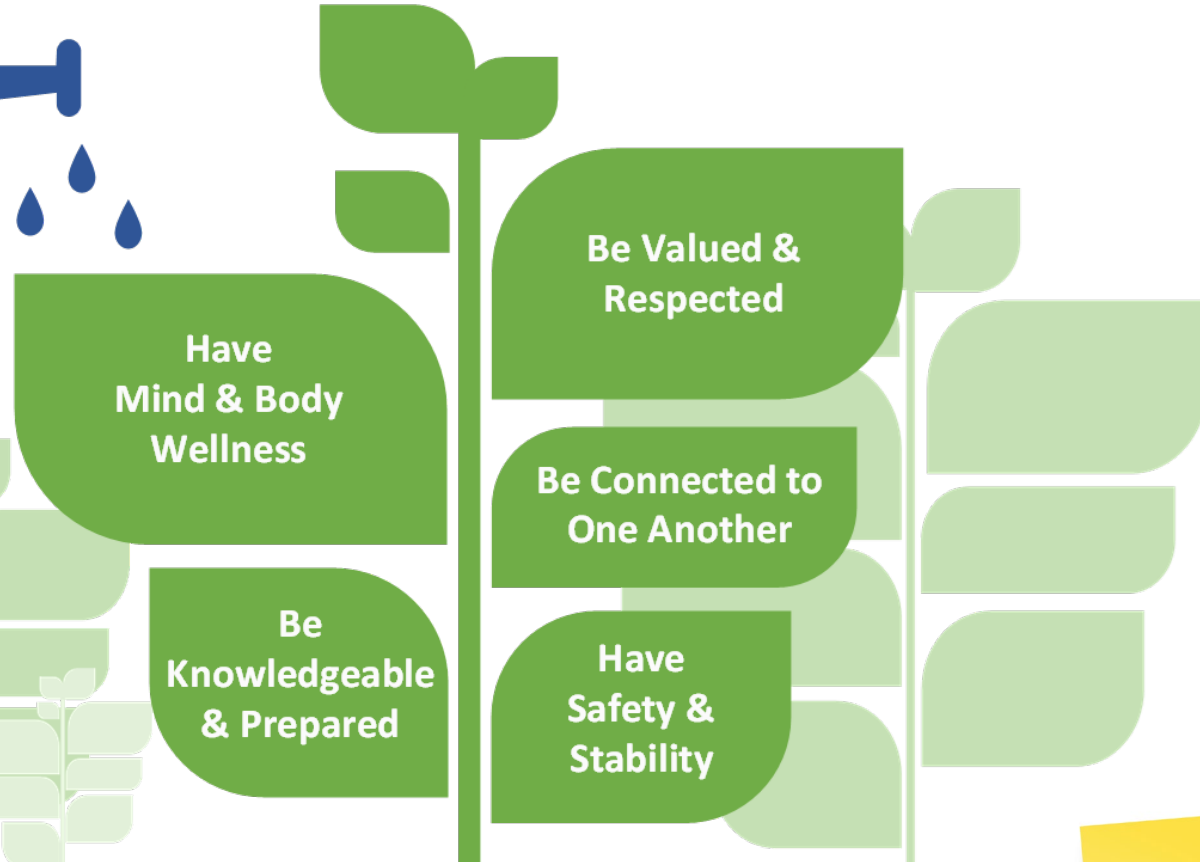 Be Valued &
Respected
Have
Mind & Body
Wellness
Be Connected to
One Another
Be
Knowledgeable
& Prepared
Have
Safety &
Stability